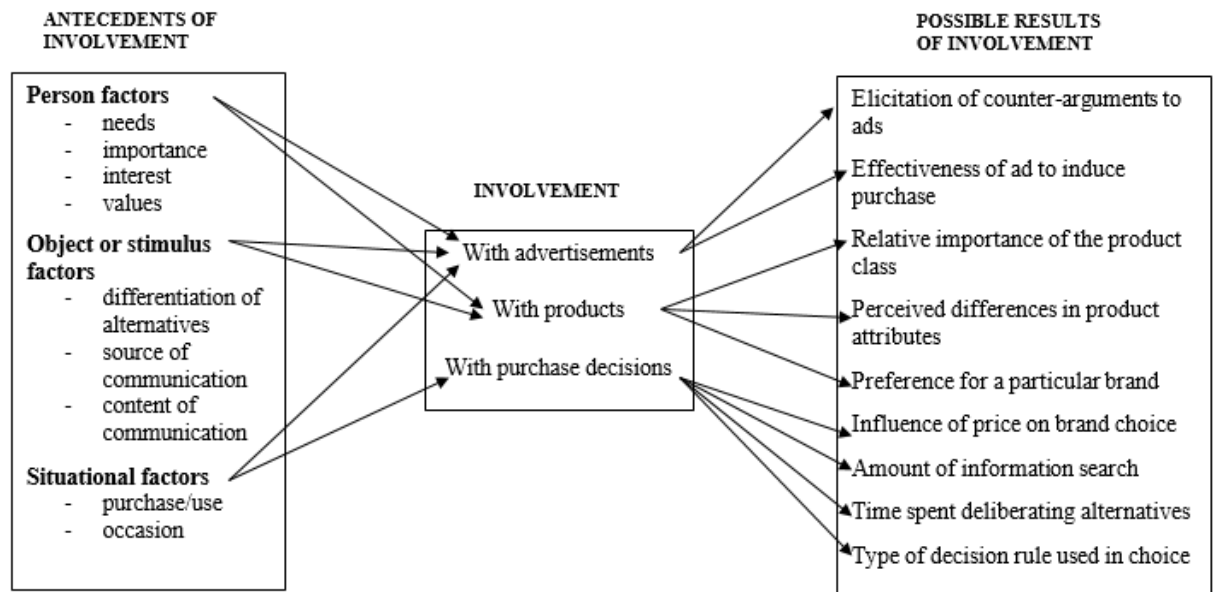 ANTECEDENTS OF
INVOLVEMENT
Person factors
- needs
- importance
- interest
- values
Object or stimulus
factors
- differentiation of
alternatives
- source of
communication
- content of
communication
Situational factors
- purchase/use
- occasion
INVOLVEMENT
With advertisements
With products
With purchase decisions
POSSIBLE RESULTS
OF INVOLVEMENT
Elicitation of counter-arguments to
ads
Effectiveness of ad to induce
purchase
Relative importance of the product
class
Perceived differences in product
attributes
Preference for a particular brand
Influence of price on brand choice
Amount of information search
Time spent deliberating alternatives
Type of decision rule used in choice